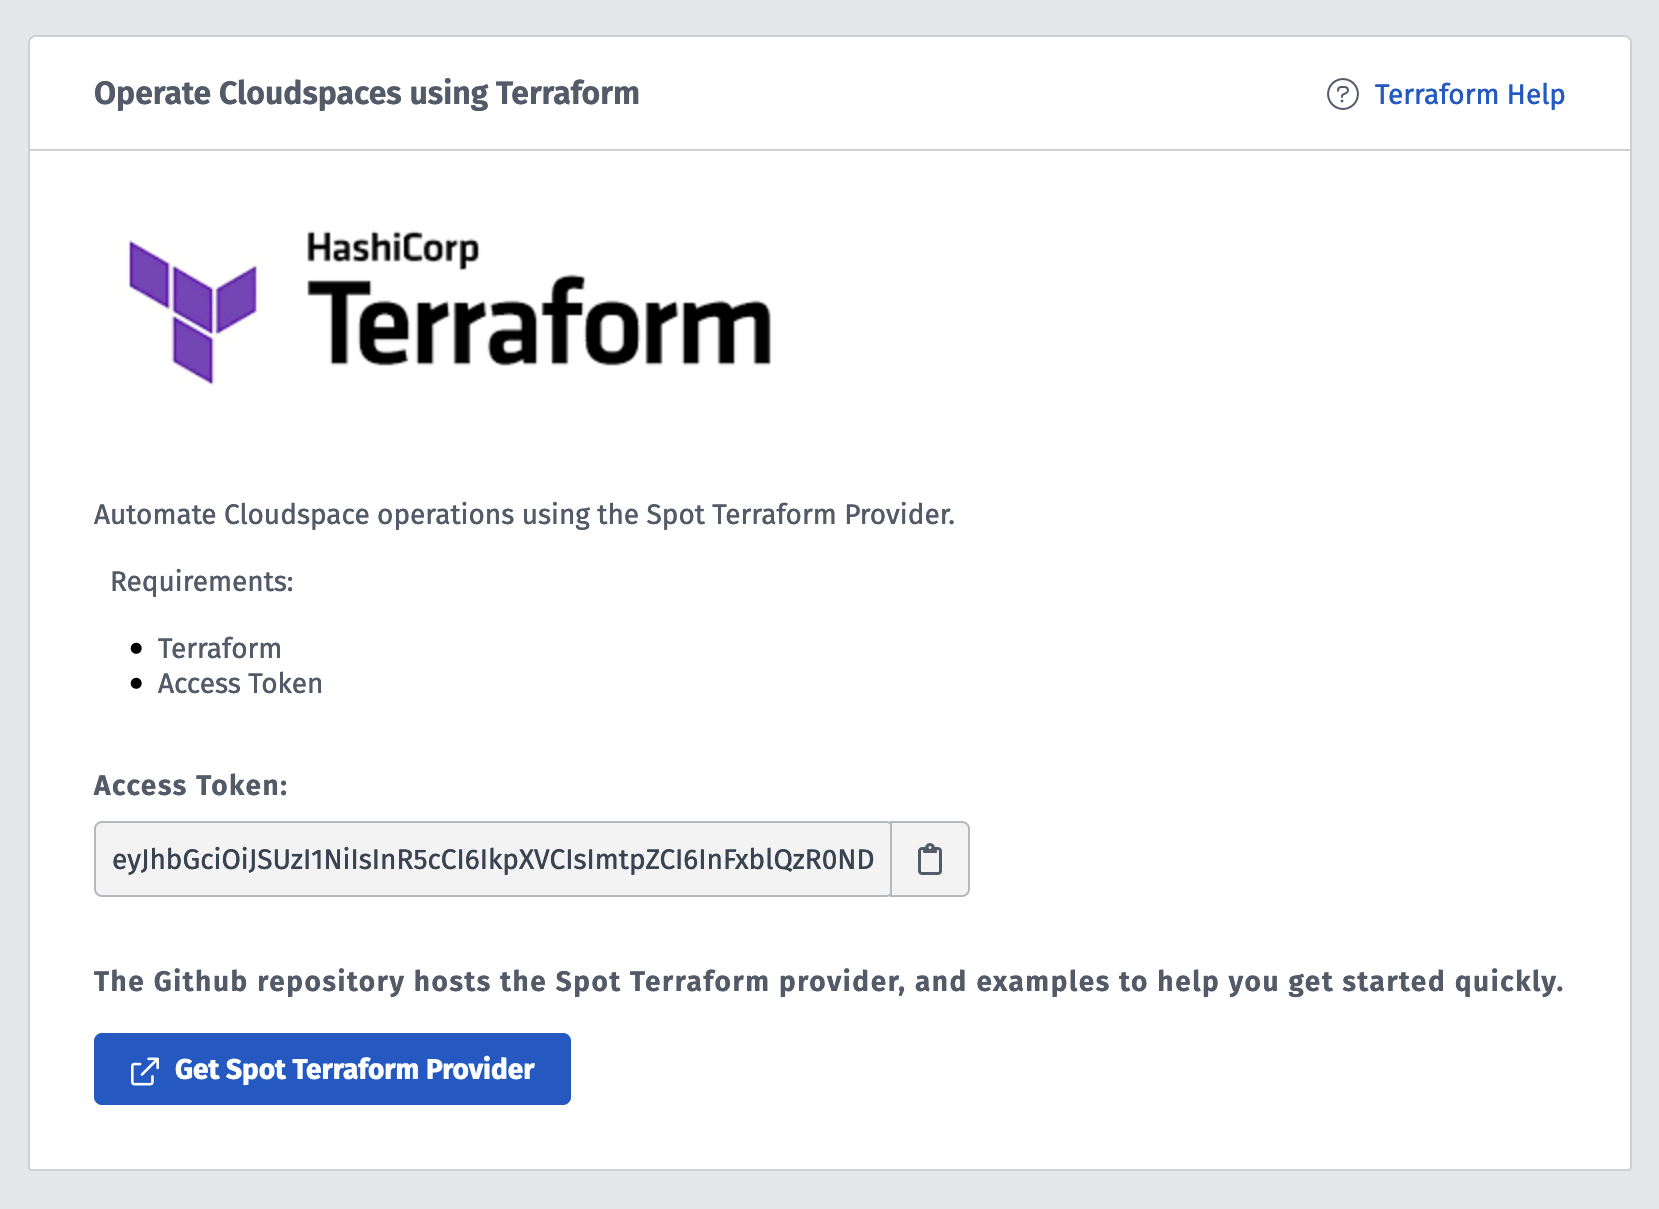 Operate Cloudspaces using Terraform
Terraform Help
HashiCorp
Terraform
Automate Cloudspace operations using the Spot Terraform Provider.
Requirements:
Terraform
Access Token
Access Token:
eyJhbGciOiJSUzI1NiIsInR5cCI6IkpXVCIsImtpZCI6InFxblQzR0ND
The Github repository hosts the Spot Terraform provider, and examples to help you get started quickly.
Get Spot Terraform Provider